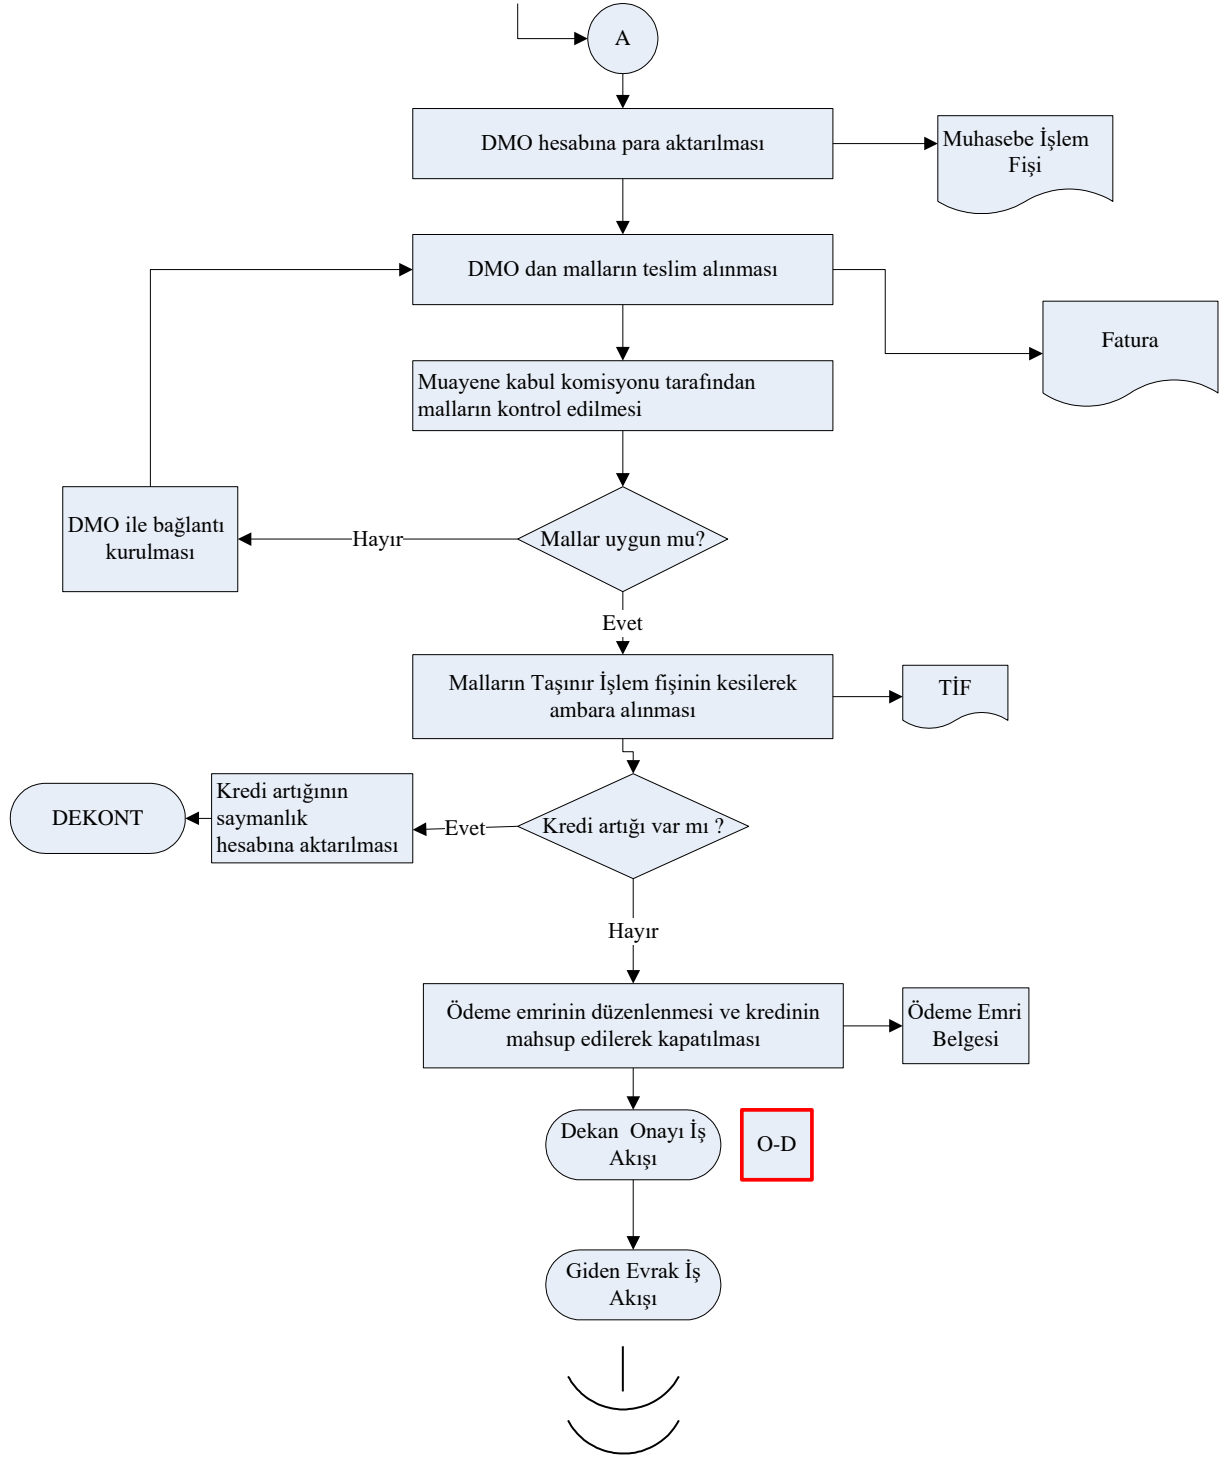 A
DMO hesabına para aktarılması
Muhasebe İşlem
Fişi
DMO dan malların teslim alınması
Fatura
Muayene kabul komisyonu tarafından
malların kontrol edilmesi
DMO ile bağlantı
kurulması
Hayır
Mallar uygun mu?
Evet
Malların Taşınır İşlem fişinin kesilerek
ambara alınması
TİF
DEKONT
Kredi artığının
saymanlık
hesabına aktarılması
Evet
Kredi artığı var mı ?
Hayır
Ödeme emrinin düzenlenmesi ve kredinin
mahsup edilerek kapatılması
Ödeme Emri
Belgesi
Dekan  Onayı İş
Akışı
O-D
Giden Evrak İş
Akışı